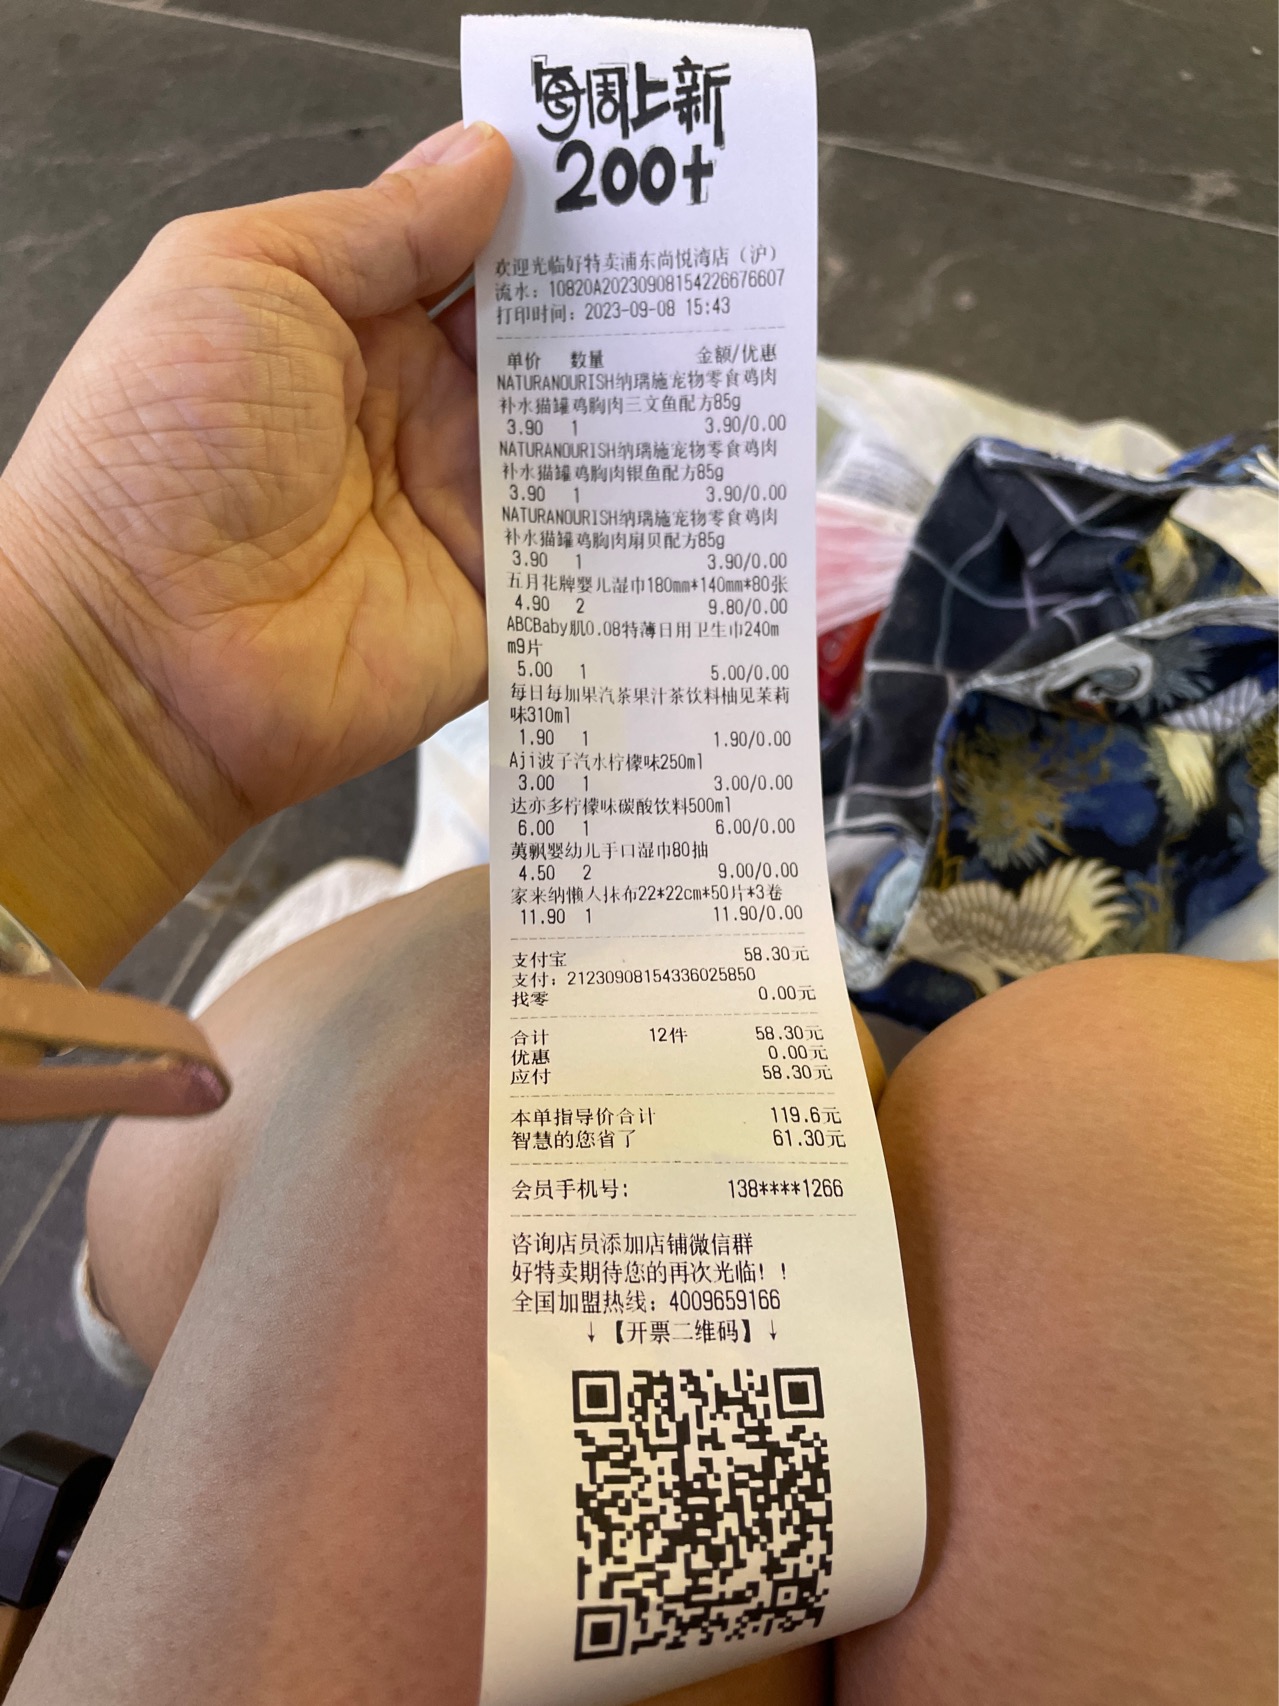 每周上新
200+
欢迎光临好特卖浦东尚悦湾店（沪）
流水：10820A20230908154226676607
打印时间：2023-09-08 15:43
单价 数量 金额/优惠
NATURANOURISH纳瑞施宠物零食鸡肉
补水猫罐鸡胸肉三文鱼配方85g
3.90 1 3.90/0.00
NATURANOURISH纳瑞施宠物零食鸡肉
补水猫罐鸡胸肉银鱼配方85g
3.90 1 3.90/0.00
NATURANOURISH纳瑞施宠物零食鸡肉
补水猫罐鸡胸肉扇贝配方85g
3.90 1 3.90/0.00
五月花牌婴儿湿巾180mm*140mm*80张
4.90 2 9.80/0.00
ABCBaby肌0.08特薄日用卫生巾240m
m9片
5.00 1 5.00/0.00
每日每加果汽茶果汁茶饮料柚见茉莉
味310ml
1.90 1 1.90/0.00
Aji波子汽水柠檬味250ml
3.00 1 3.00/0.00
达亦多柠檬味碳酸饮料500ml
6.00 1 6.00/0.00
英帆婴幼儿手口湿巾80抽
4.50 2 9.00/0.00
家来纳懒人抹布22*22cm*50片*3卷
11.90 1 11.90/0.00
支付宝 58.30元
支付：21230908154336025850
找零 0.00元
合计 12件 58.30元
优惠 0.00元
应付 58.30元
本单指导价合计 119.6元
智慧的您省了 61.30元
会员手机号： 138****1266
咨询店员添加店铺微信群
好特卖期待您的再次光临！！
全国加盟热线：4009659166
↓【开票二维码】↓